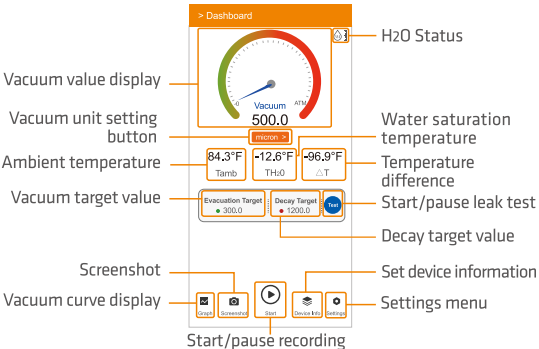 > Dashboard
H2O Status
0
ATM
Vacuum
500.0
Vacuum value display
micron >
Vacuum unit setting
button
Water saturation
temperature
84.3°F
Tamb
-12.6°F
TH20
-96.9°F
△T
Ambient temperature
Temperature
difference
Vacuum target value
Evacuation Target
300.0
Decay Target
1200.0
Test
Start/pause leak test
Decay target value
Screenshot
Set device information
Vacuum curve display
Graph
Screenshot
Start
Device Info
Settings
Settings menu
Start/pause recording